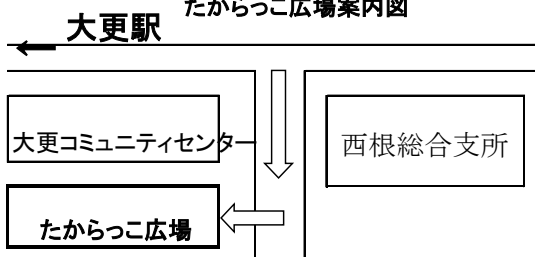 たからっこ広場案内図
大更駅
大更コミュニティセンター
西根総合支所
たからっこ広場